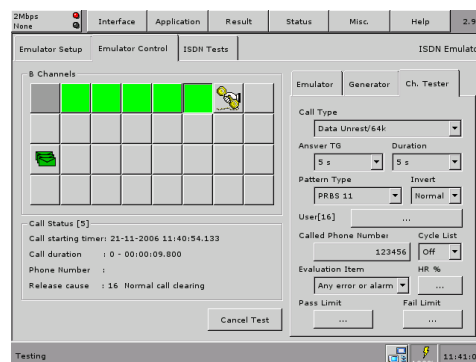 2Mbps
None
Interface Application Result Status Misc. Help 2.9
Emulator Setup Emulator Control ISDN Tests ISDN Emulato
B Channels
Emulator Generator Ch. Tester
Call Type
Data Unrest/64k
Answer TG Duration
5 s 5 s
Pattern Type Invert
PRBS 11 Normal
User[16] ...
Called Phone Number Cycle List
123456 Off
Evaluation Item HR %
Any error or alarm ...
Pass Limit Fail Limit
... ...
Call Status [5]
Call starting timer: 21-11-2006 11:40:54.133
Call duration : 0 - 00:00:09.800
Phone Number :
Release cause : 16 Normal call clearing
Cancel Test
Testing 11:41:0